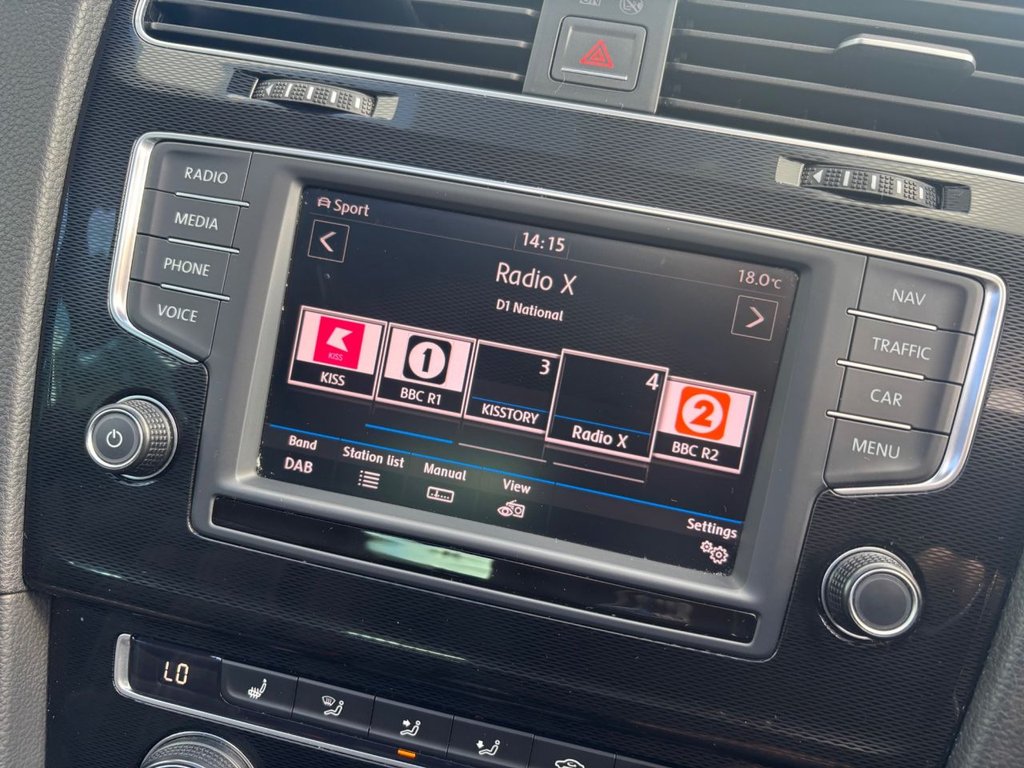 RADIO
MEDIA
PHONE
VOICE
Sport
14:15
18.0°C
Radio X
D1 National
KISS
KISS
1
BBC R1
3
KISSTORY
4
Radio X
2
BBC R2
Band
DAB
Station list
Manual
View
Settings
NAV
TRAFFIC
CAR
MENU
LO